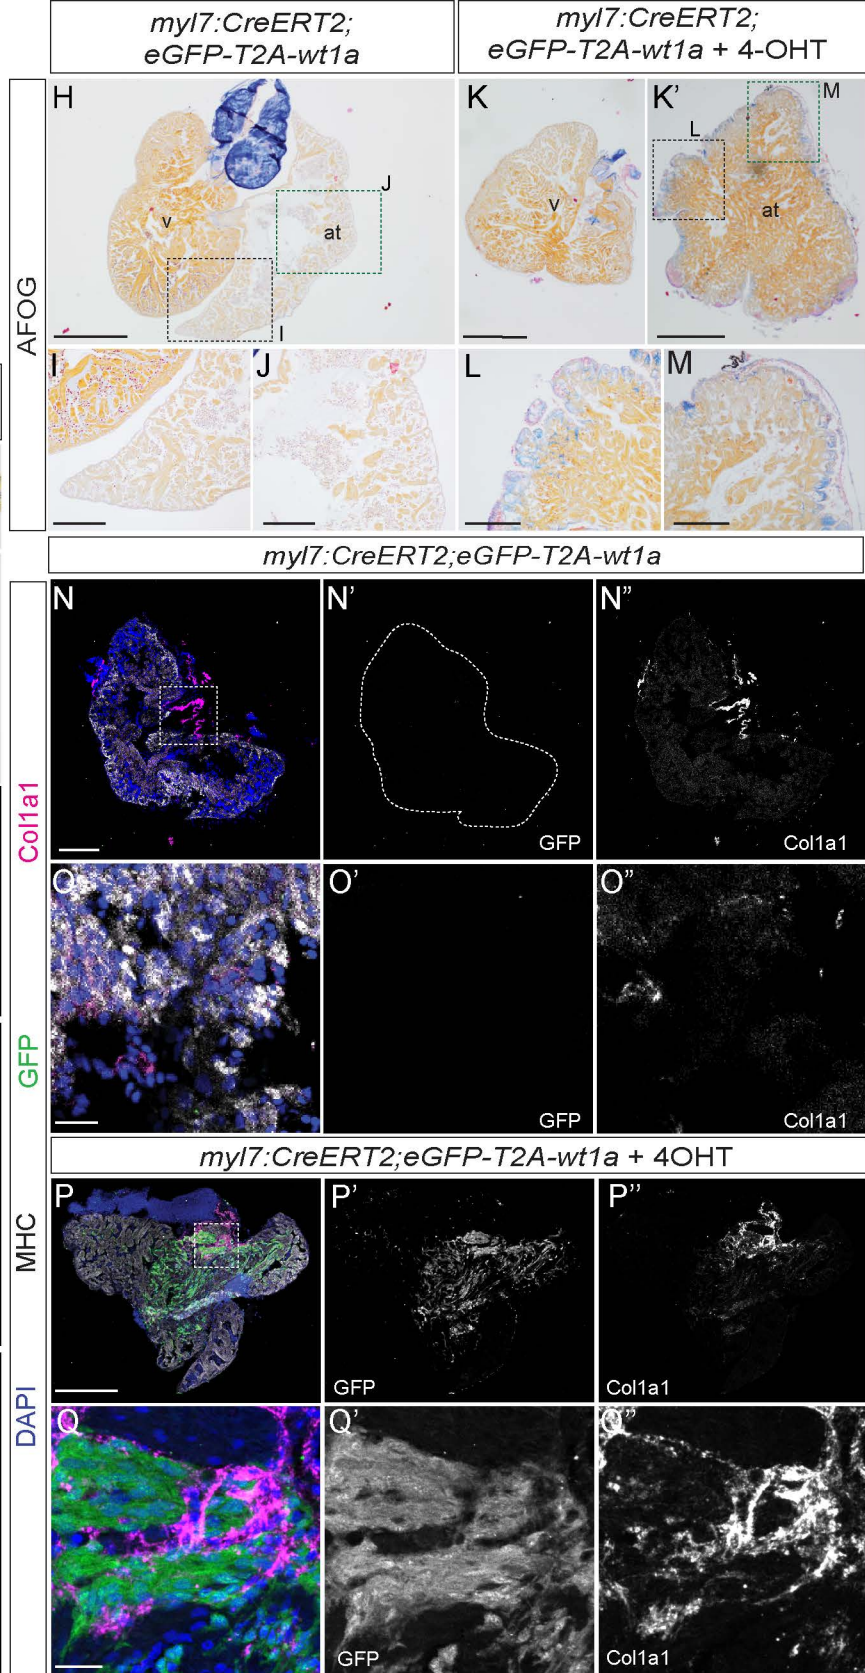 myl7:CreERT2;
eGFP-T2A-wt1a
myl7:CreERT2;
eGFP-T2A-wt1a + 4-OHT
AFOG
H
v
at
J
I
K
v
K'
L
M
at
I
J
L
M
myl7:CreERT2;eGFP-T2A-wt1a
Col1a1
GFP
MHC
DAPI
N
N'
GFP
N"
Col1a1
O
O'
GFP
O"
Col1a1
myl7:CreERT2;eGFP-T2A-wt1a + 4OHT
P
P'
GFP
P"
Col1a1
Q
Q'
GFP
Q"
Col1a1